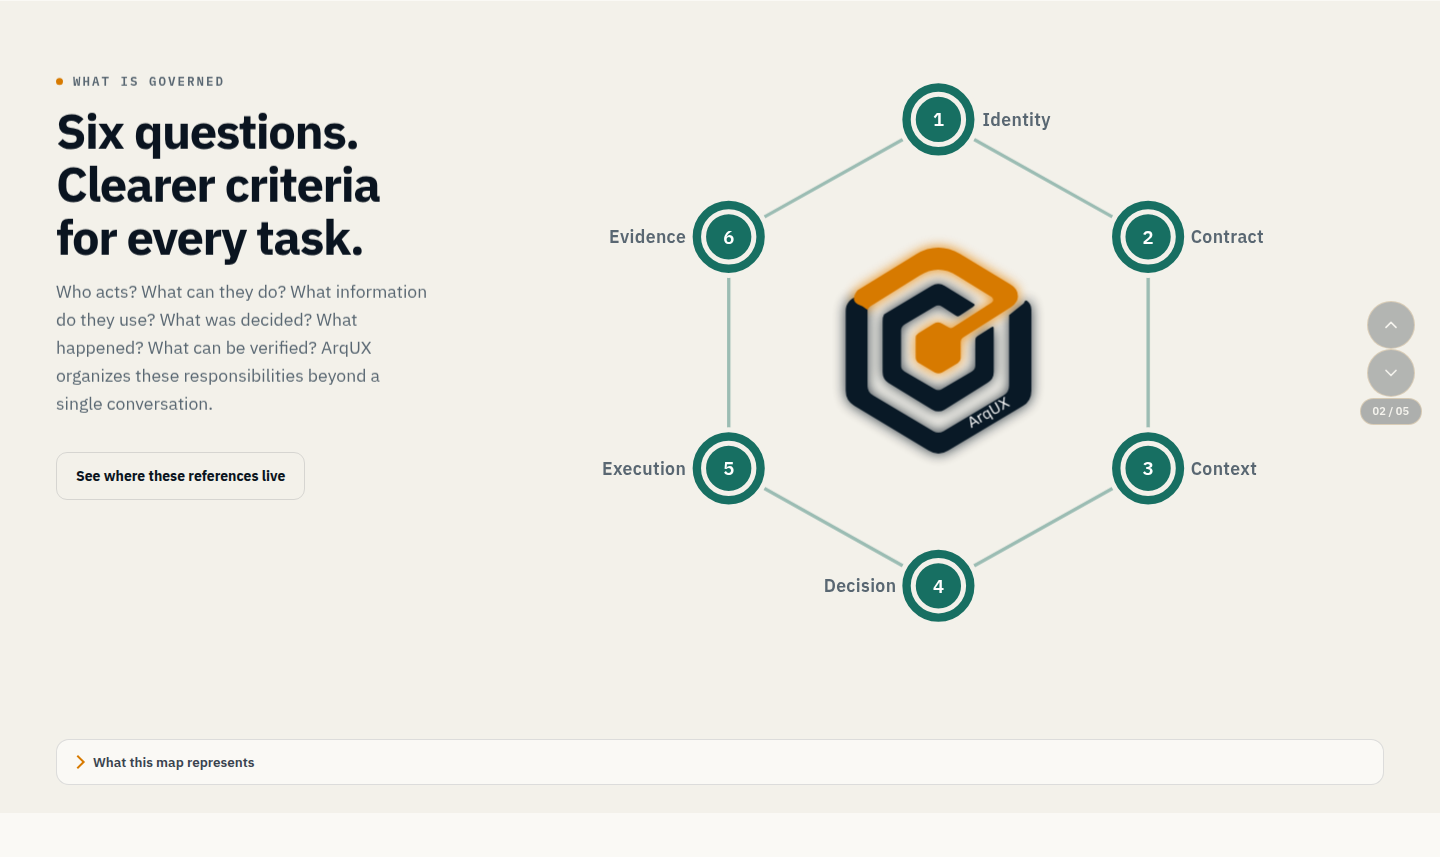 WHAT IS GOVERNED
Six questions.
Clearer criteria
for every task.
Who acts? What can they do? What information
do they use? What was decided? What
happened? What can be verified? ArqUX
organizes these responsibilities beyond a
single conversation.
See where these references live
1 Identity
2 Contract
3 Context
Decision 4
Execution 5
Evidence 6
ArqUX
02 / 05
What this map represents